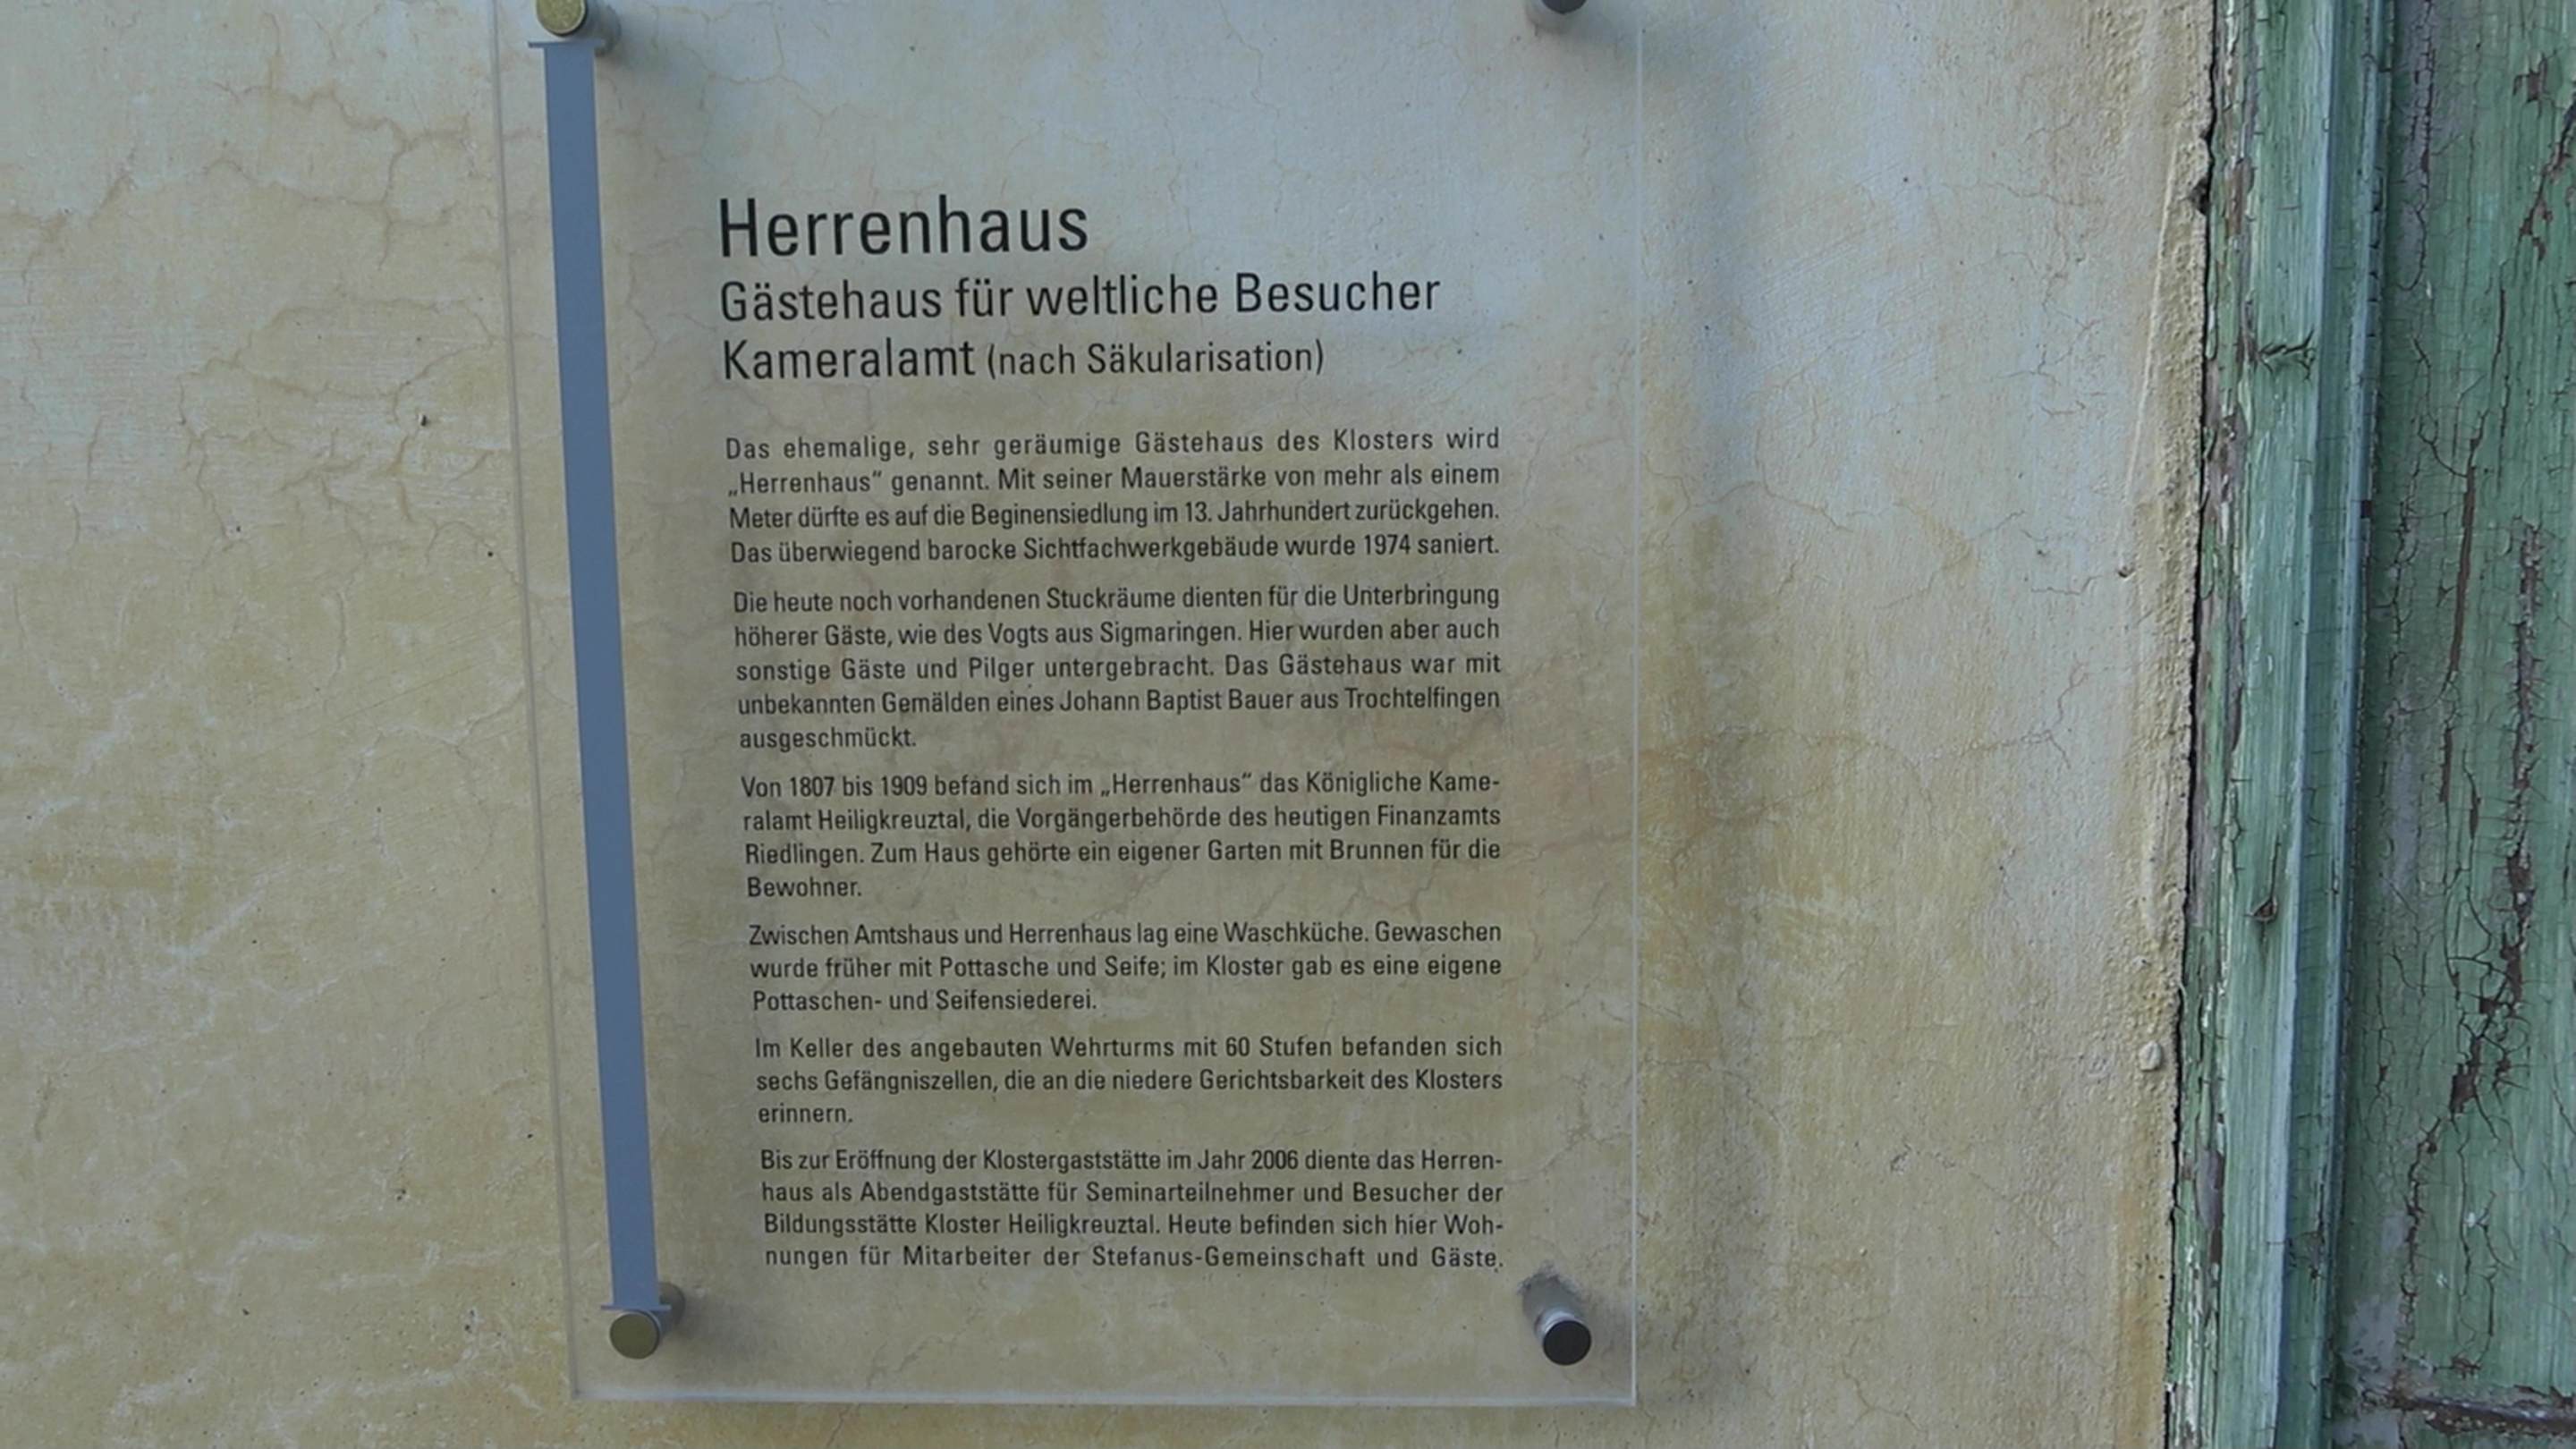 Herrenhaus
Gästehaus für weltliche Besucher
Kameralamt (nach Säkularisation)
Das ehemalige, sehr geräumige Gästehaus des Klosters wird
„Herrenhaus“ genannt. Mit seiner Mauerstärke von mehr als einem
Meter dürfte es auf die Beginensiedlung im 13. Jahrhundert zurückgehen.
Das überwiegend barocke Sichtfachwerkgebäude wurde 1974 saniert.
Die heute noch vorhandenen Stuckräume dienten für die Unterbringung
höherer Gäste, wie des Vogts aus Sigmaringen. Hier wurden aber auch
sonstige Gäste und Pilger untergebracht. Das Gästehaus war mit
unbekannten Gemälden eines Johann Baptist Bauer aus Trochtelfingen
ausgeschmückt.
Von 1807 bis 1909 befand sich im „Herrenhaus“ das Königliche Kame-
ralamt Heiligkreuztal, die Vorgängerbehörde des heutigen Finanzamts
Riedlingen. Zum Haus gehörte ein eigener Garten mit Brunnen für die
Bewohner.
Zwischen Amtshaus und Herrenhaus lag eine Waschküche. Gewaschen
wurde früher mit Pottasche und Seife; im Kloster gab es eine eigene
Pottaschen- und Seifensiederei.
Im Keller des angebauten Wehrturms mit 60 Stufen befanden sich
sechs Gefängniszellen, die an die niedere Gerichtsbarkeit des Klosters
erinnern.
Bis zur Eröffnung der Klostergaststätte im Jahr 2006 diente das Herren-
haus als Abendgaststätte für Seminarteilnehmer und Besucher der
Bildungsstätte Kloster Heiligkreuztal. Heute befinden sich hier Woh-
nungen für Mitarbeiter der Stefanus-Gemeinschaft und Gäste.